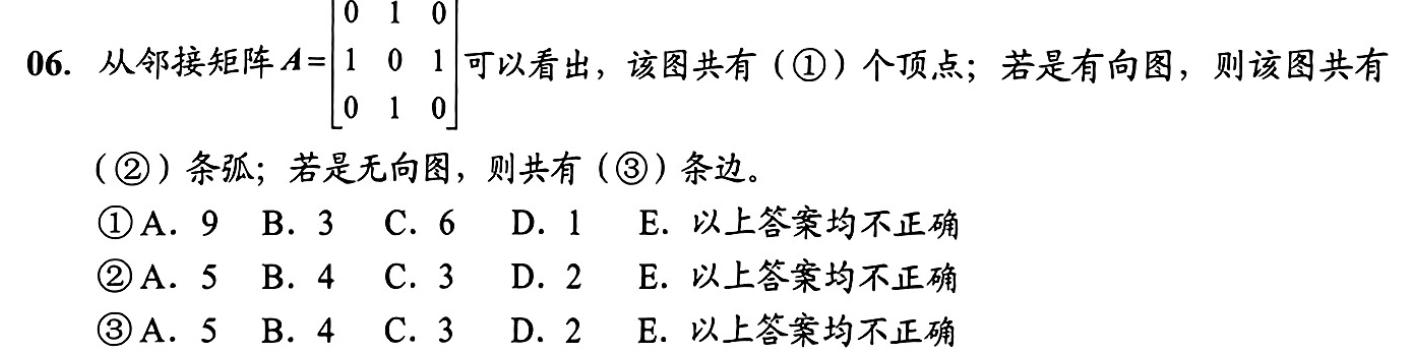 06. 从邻接矩阵 A=[0 1 0
1 0 1
0 1 0] 可以看出，该图共有（①）个顶点；若是有向图，则该图共有
（②）条弧；若是无向图，则共有（③）条边。
①A. 9 B. 3 C. 6 D. 1 E. 以上答案均不正确
②A. 5 B. 4 C. 3 D. 2 E. 以上答案均不正确
③A. 5 B. 4 C. 3 D. 2 E. 以上答案均不正确